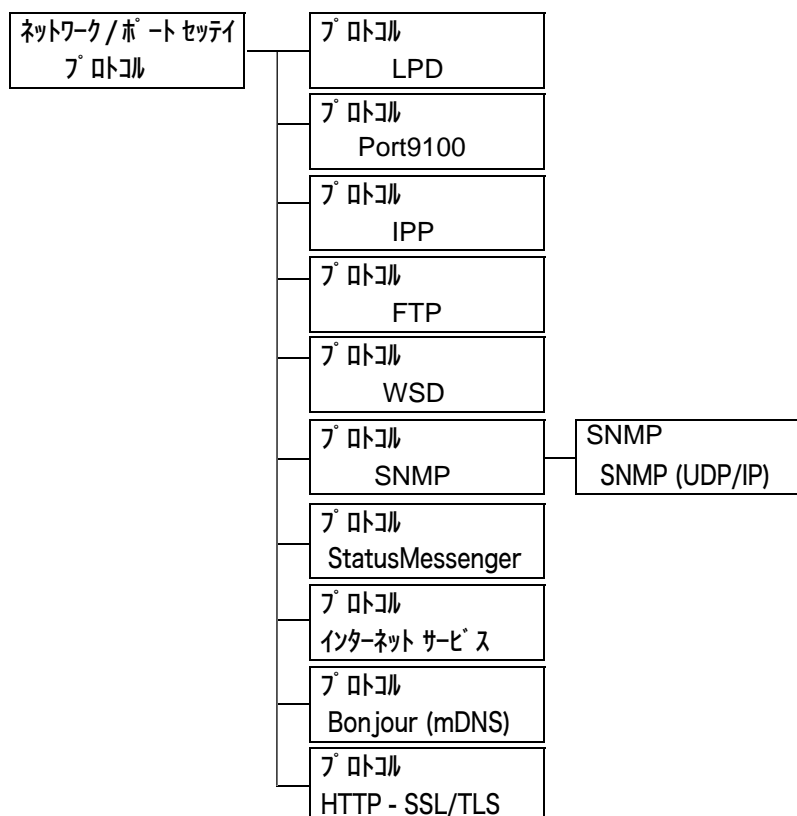 ﾈｯﾄﾜｰｸ / ﾎﾟｰﾄ ｾｯﾃｲ
ﾌﾟﾛﾄｺﾙ
ﾌﾟﾛﾄｺﾙ
LPD
ﾌﾟﾛﾄｺﾙ
Port9100
ﾌﾟﾛﾄｺﾙ
IPP
ﾌﾟﾛﾄｺﾙ
FTP
ﾌﾟﾛﾄｺﾙ
WSD
ﾌﾟﾛﾄｺﾙ
SNMP
SNMP
SNMP (UDP/IP)
ﾌﾟﾛﾄｺﾙ
StatusMessenger
ﾌﾟﾛﾄｺﾙ
ｲﾝﾀｰﾈｯﾄ ｻｰﾋﾞｽ
ﾌﾟﾛﾄｺﾙ
Bonjour (mDNS)
ﾌﾟﾛﾄｺﾙ
HTTP - SSL/TLS